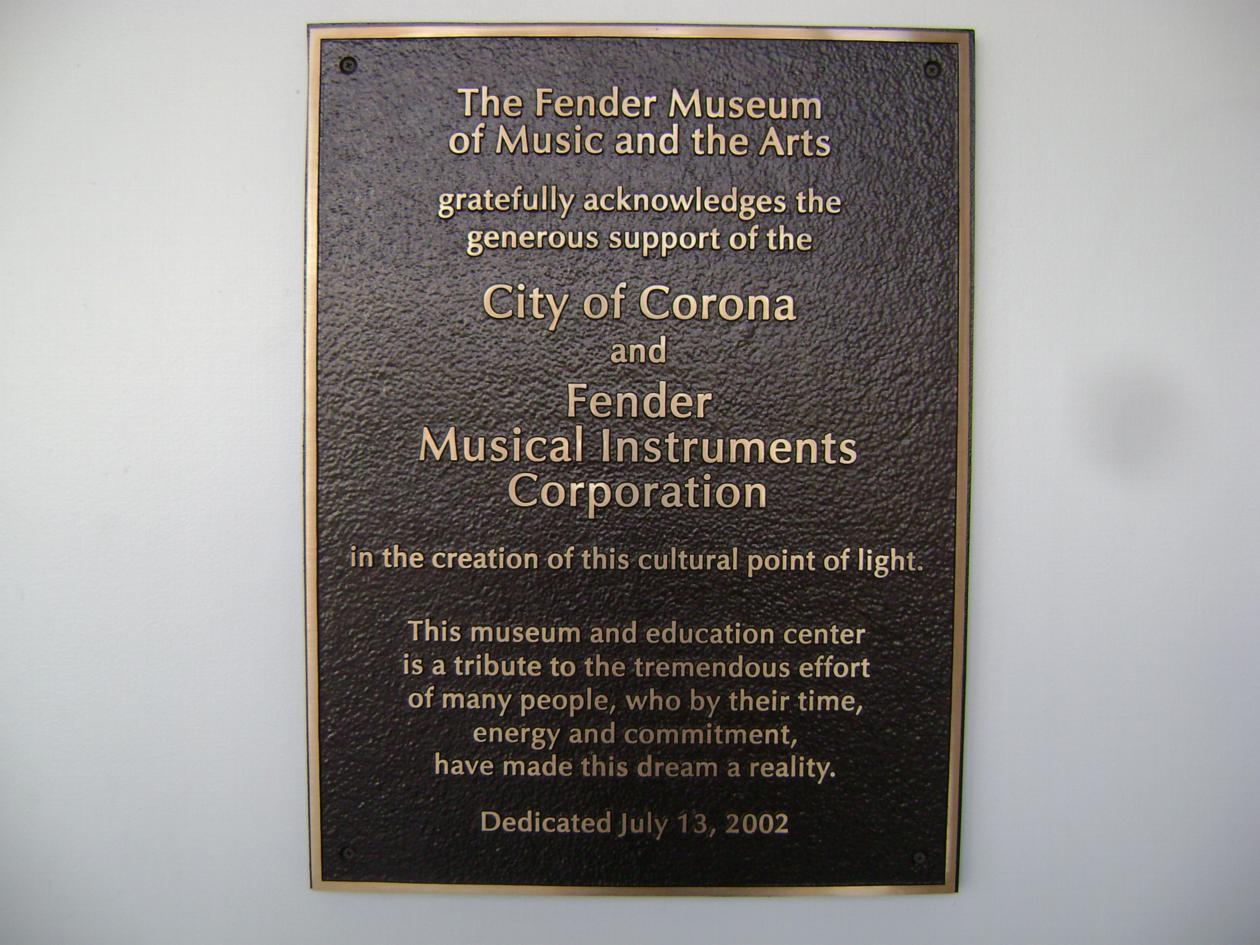 The Fender Museum
of Music and the Arts
gratefully acknowledges the
generous support of the
City of Corona
and
Fender
Musical Instruments
Corporation
in the creation of this cultural point of light.
This museum and education center
is a tribute to the tremendous effort
of many people, who by their time,
energy and commitment,
have made this dream a reality.
Dedicated July 13, 2002